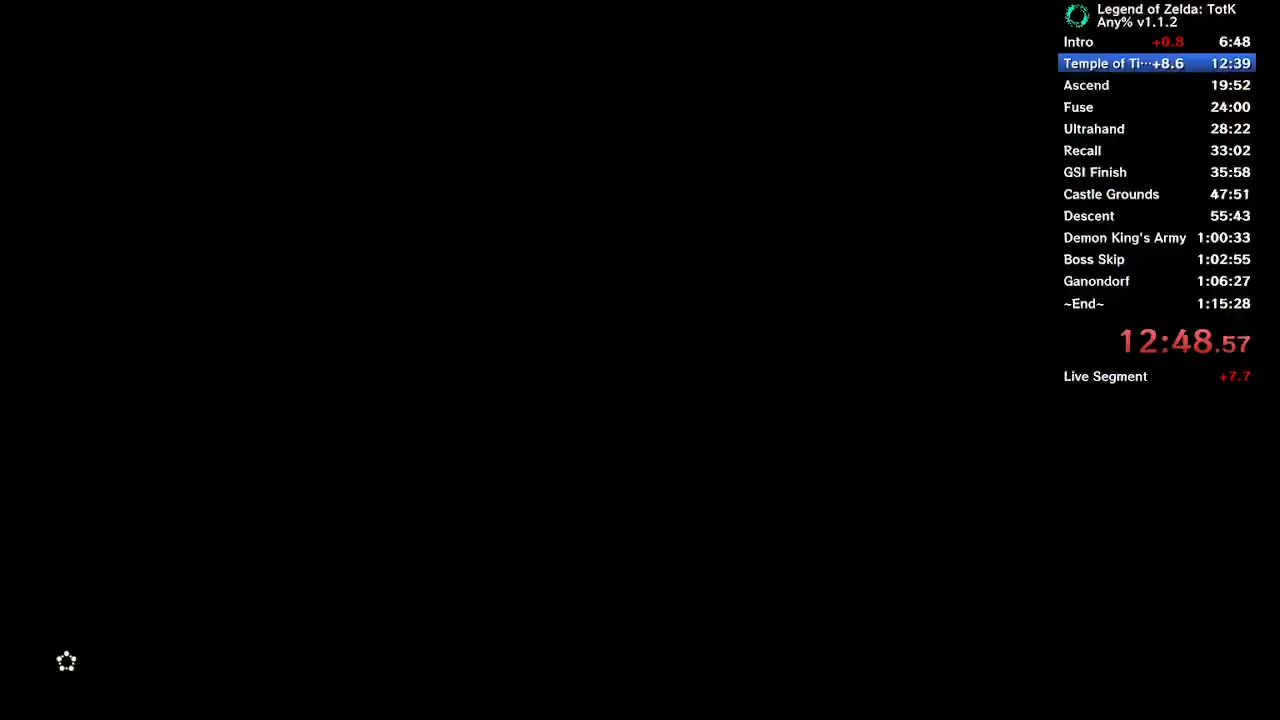 Legend of Zelda: TotK
Any% v1.1.2
Intro +0.8 6:48
Temple of Ti…+8.6 12:39
Ascend 19:52
Fuse 24:00
Ultrahand 28:22
Recall 33:02
GSI Finish 35:58
Castle Grounds 47:51
Descent 55:43
Demon King's Army 1:00:33
Boss Skip 1:02:55
Ganondorf 1:06:27
~End~ 1:15:28
12:48.57
Live Segment +7.7